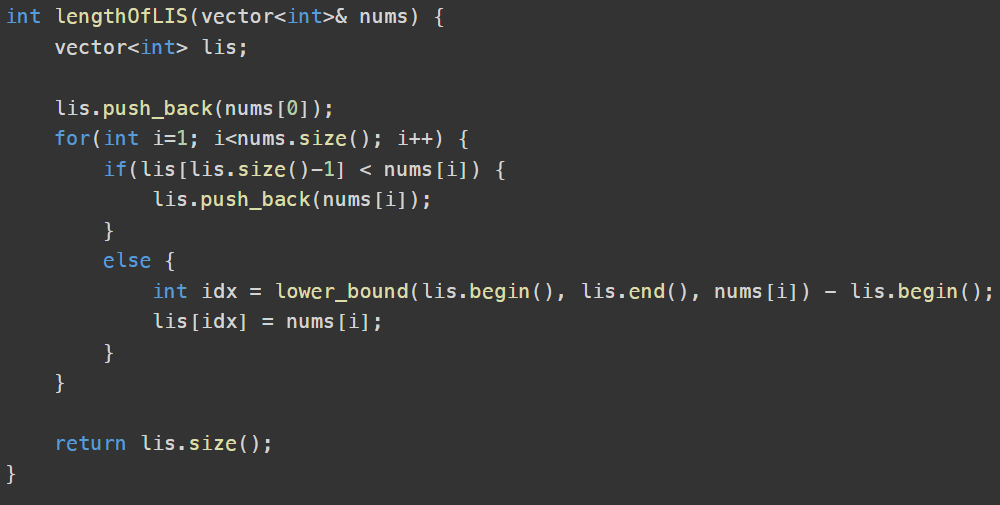 int lengthOfLIS(vector<int>& nums) {
    vector<int> lis;

    lis.push_back(nums[0]);
    for(int i=1; i<nums.size(); i++) {
        if(lis[lis.size()-1] < nums[i]) {
            lis.push_back(nums[i]);
        }
        else {
            int idx = lower_bound(lis.begin(), lis.end(), nums[i]) - lis.begin();
            lis[idx] = nums[i];
        }
    }

    return lis.size();
}